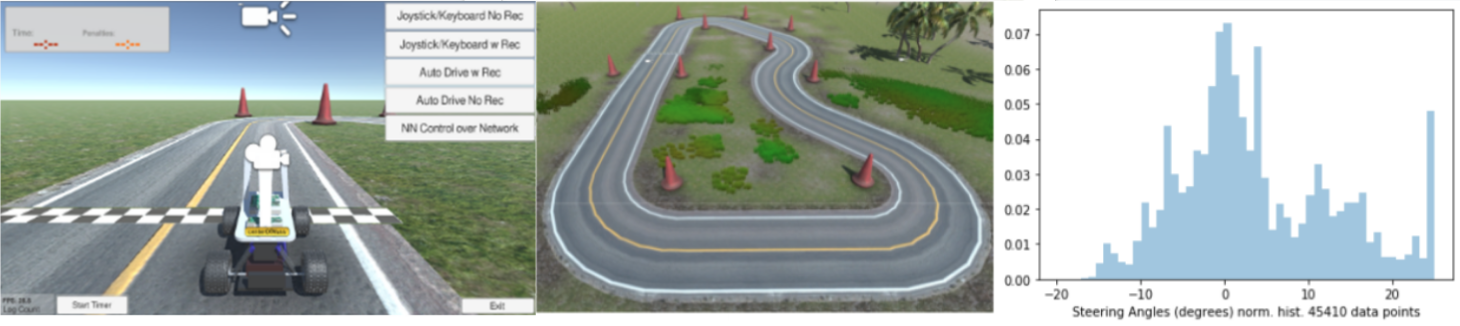 Time:
Penalties:
--:--
--:--
Joystick/Keyboard No Rec
Joystick/Keyboard w Rec
Auto Drive w Rec
Auto Drive No Rec
NN Control over Network
Log Count
Start Timer
Exit
0.07
0.06
0.05
0.04
0.03
0.02
0.01
0.00
−20
−10
0
10
20
Steering Angles (degrees) norm. hist. 45410 data points